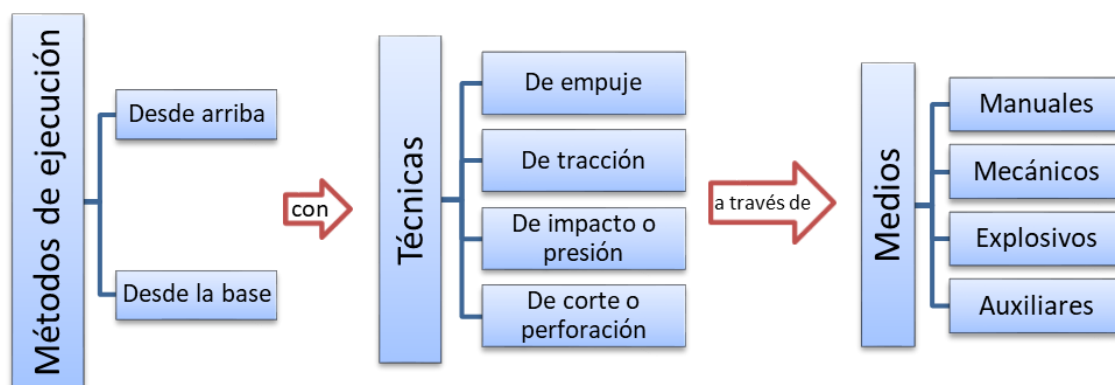 Métodos de ejecución
Desde arriba
Desde la base
con
Técnicas
De empuje
De tracción
De impacto o
presión
De corte o
perforación
a través de
Medios
Manuales
Mecánicos
Explosivos
Auxiliares